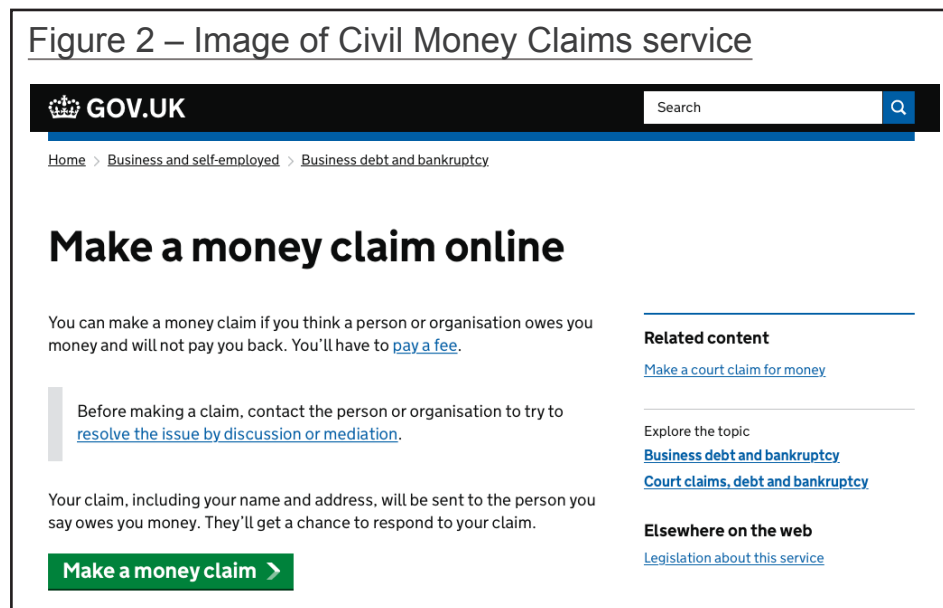 Figure 2 – Image of Civil Money Claims service
GOV.UK
Search
Home > Business and self-employed > Business debt and bankruptcy
Make a money claim online
You can make a money claim if you think a person or organisation owes you
money and will not pay you back. You’ll have to pay a fee.
Before making a claim, contact the person or organisation to try to
resolve the issue by discussion or mediation.
Your claim, including your name and address, will be sent to the person you
say owes you money. They’ll get a chance to respond to your claim.
Make a money claim
Related content
Make a court claim for money
Explore the topic
Business debt and bankruptcy
Court claims, debt and bankruptcy
Elsewhere on the web
Legislation about this service